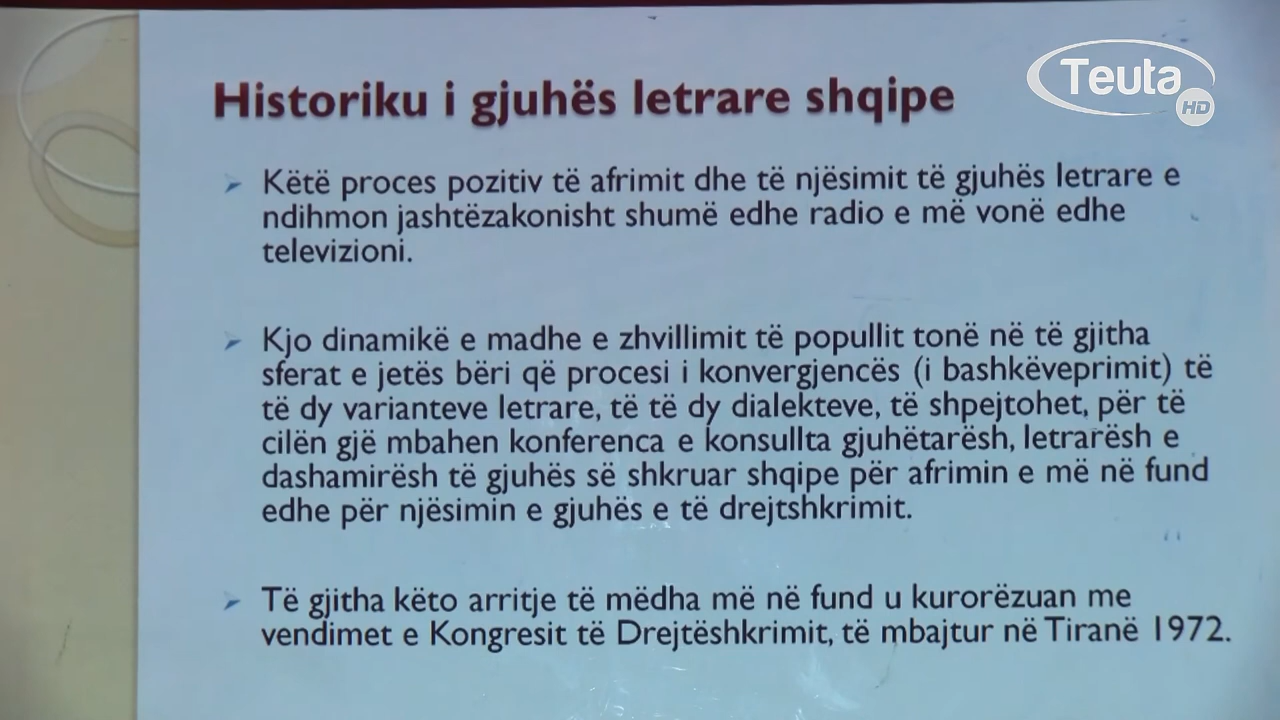 Historiku i gjuhës letrare shqipe
Teuta
HD
Këtë proces pozitiv të afrimit dhe të njësimit të gjuhës letrare e
ndihmon jashtëzakonisht shumë edhe radio e më vonë edhe
televizioni.
Kjo dinamikë e madhe e zhvillimit të popullit tonë në të gjitha
sferat e jetës bëri që procesi i konvergjencës (i bashkëveprimit) të
të dy varianteve letrare, të të dy dialekteve, të shpejtohet, për të
cilën gjë mbahen konferenca e konsullta gjuhëtarësh, letrarësh e
dashamirësh të gjuhës së shkruar shqipe për afrimin e më në fund
edhe për njësimin e gjuhës e të drejtshkrimit.
Të gjitha këto arritje të mëdha më në fund u kurorëzuan me
vendimet e Kongresit të Drejtëshkrimit, të mbajtur në Tiranë 1972.